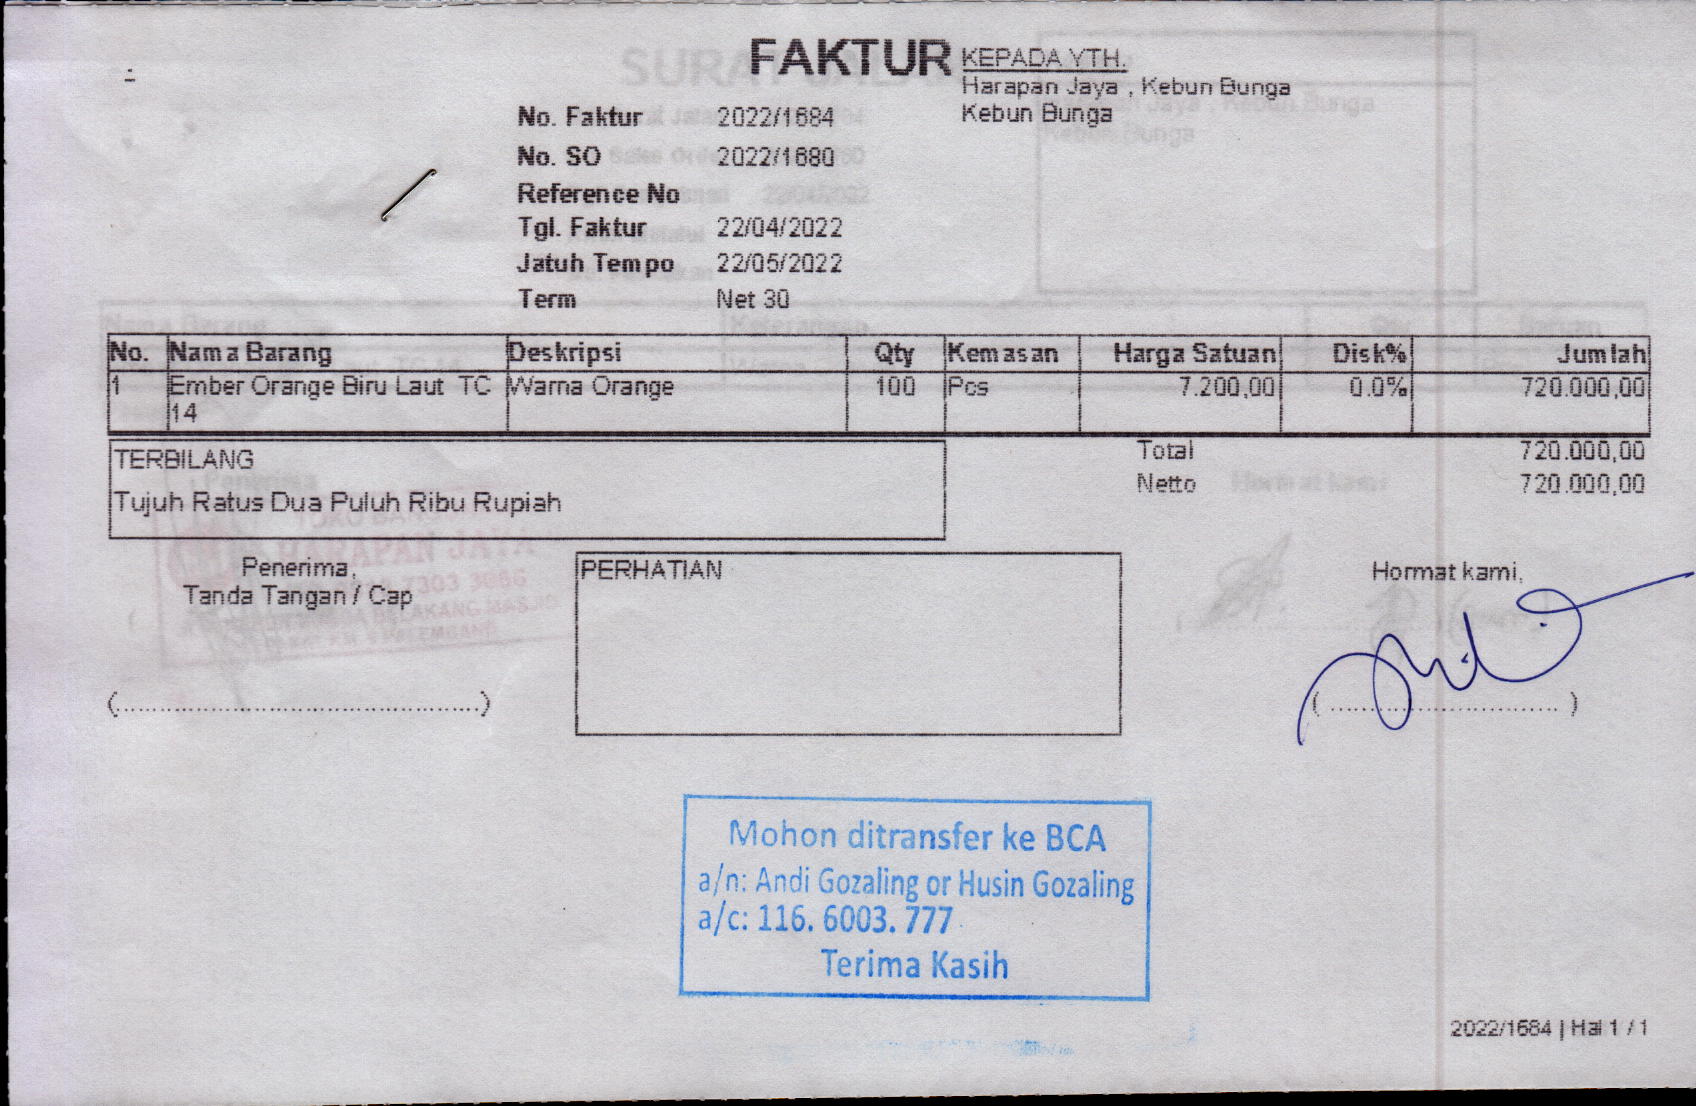 FAKTUR
KEPADA YTH.
Harapan Jaya , Kebun Bunga
Kebun Bunga
No. Faktur 2022/1684
No. SO 2022/1680
Reference No
Tgl. Faktur 22/04/2022
Jatuh Tempo 22/05/2022
Term Net 30
No. Nama Barang Deskripsi Qty Kemasan Harga Satuan Disk% Jumlah
1 Ember Orange Biru Laut TC Warna Orange 100 Pcs 7.200,00 0.0% 720.000,00
14
Total 720.000,00
TERBILANG
Netto 720.000,00
Tujuh Ratus Dua Puluh Ribu Rupiah
HARAPAN JAYA
Penerima,
Tanda Tangan / Cap
PERHATIAN
Hormat kami,
Mohon ditransfer ke BCA
a/n: Andi Gozaling or Husin Gozaling
a/c: 116. 6003. 777
Terima Kasih
2022/1684 | Hal 1 / 1